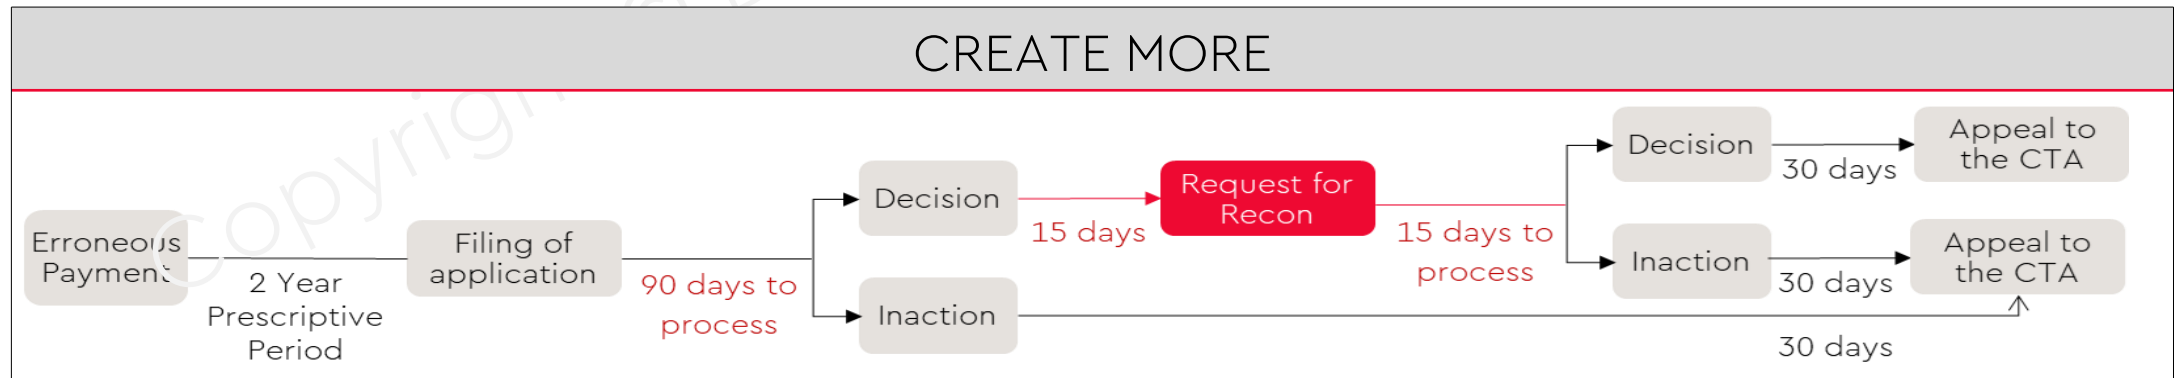 CREATE MORE
Erroneous
Payment
2 Year
Prescriptive
Period
Filing of
application
90 days to
process
Decision
15 days
Request for
Recon
15 days to
process
Decision
30 days
Appeal to
the CTA
Inaction
30 days
Appeal to
the CTA
Inaction
30 days
Copyrigh